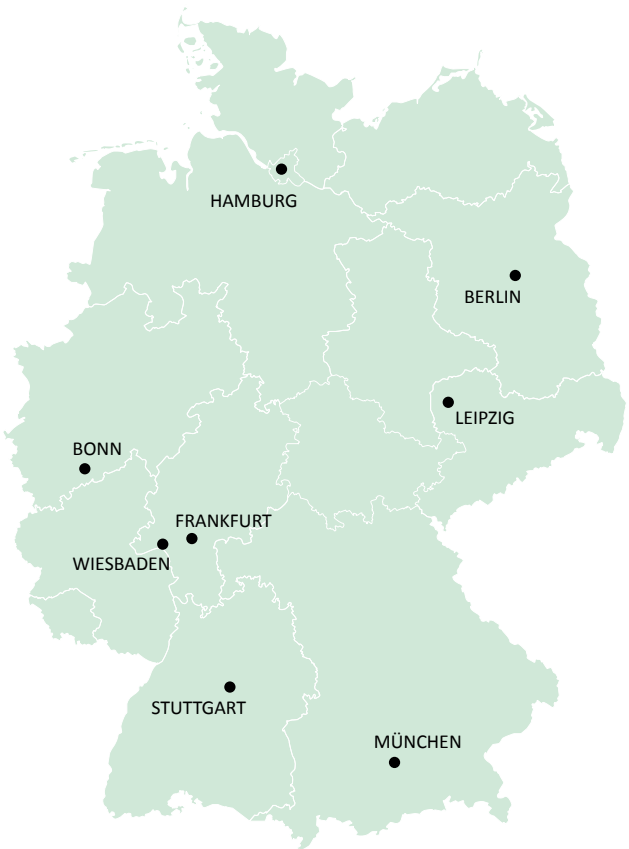 HAMBURG
BERLIN
LEIPZIG
BONN
FRANKFURT
WIESBADEN
STUTTGART
MÜNCHEN